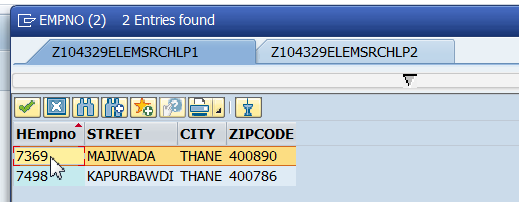 EMPNO (2) 2 Entries found
Z104329ELEMSRCHLP1 Z104329ELEMSRCHLP2
HEmpno STREET CITY ZIPCODE
7369 MAJIWADA THANE 400890
7498 KAPURBAWDI THANE 400786